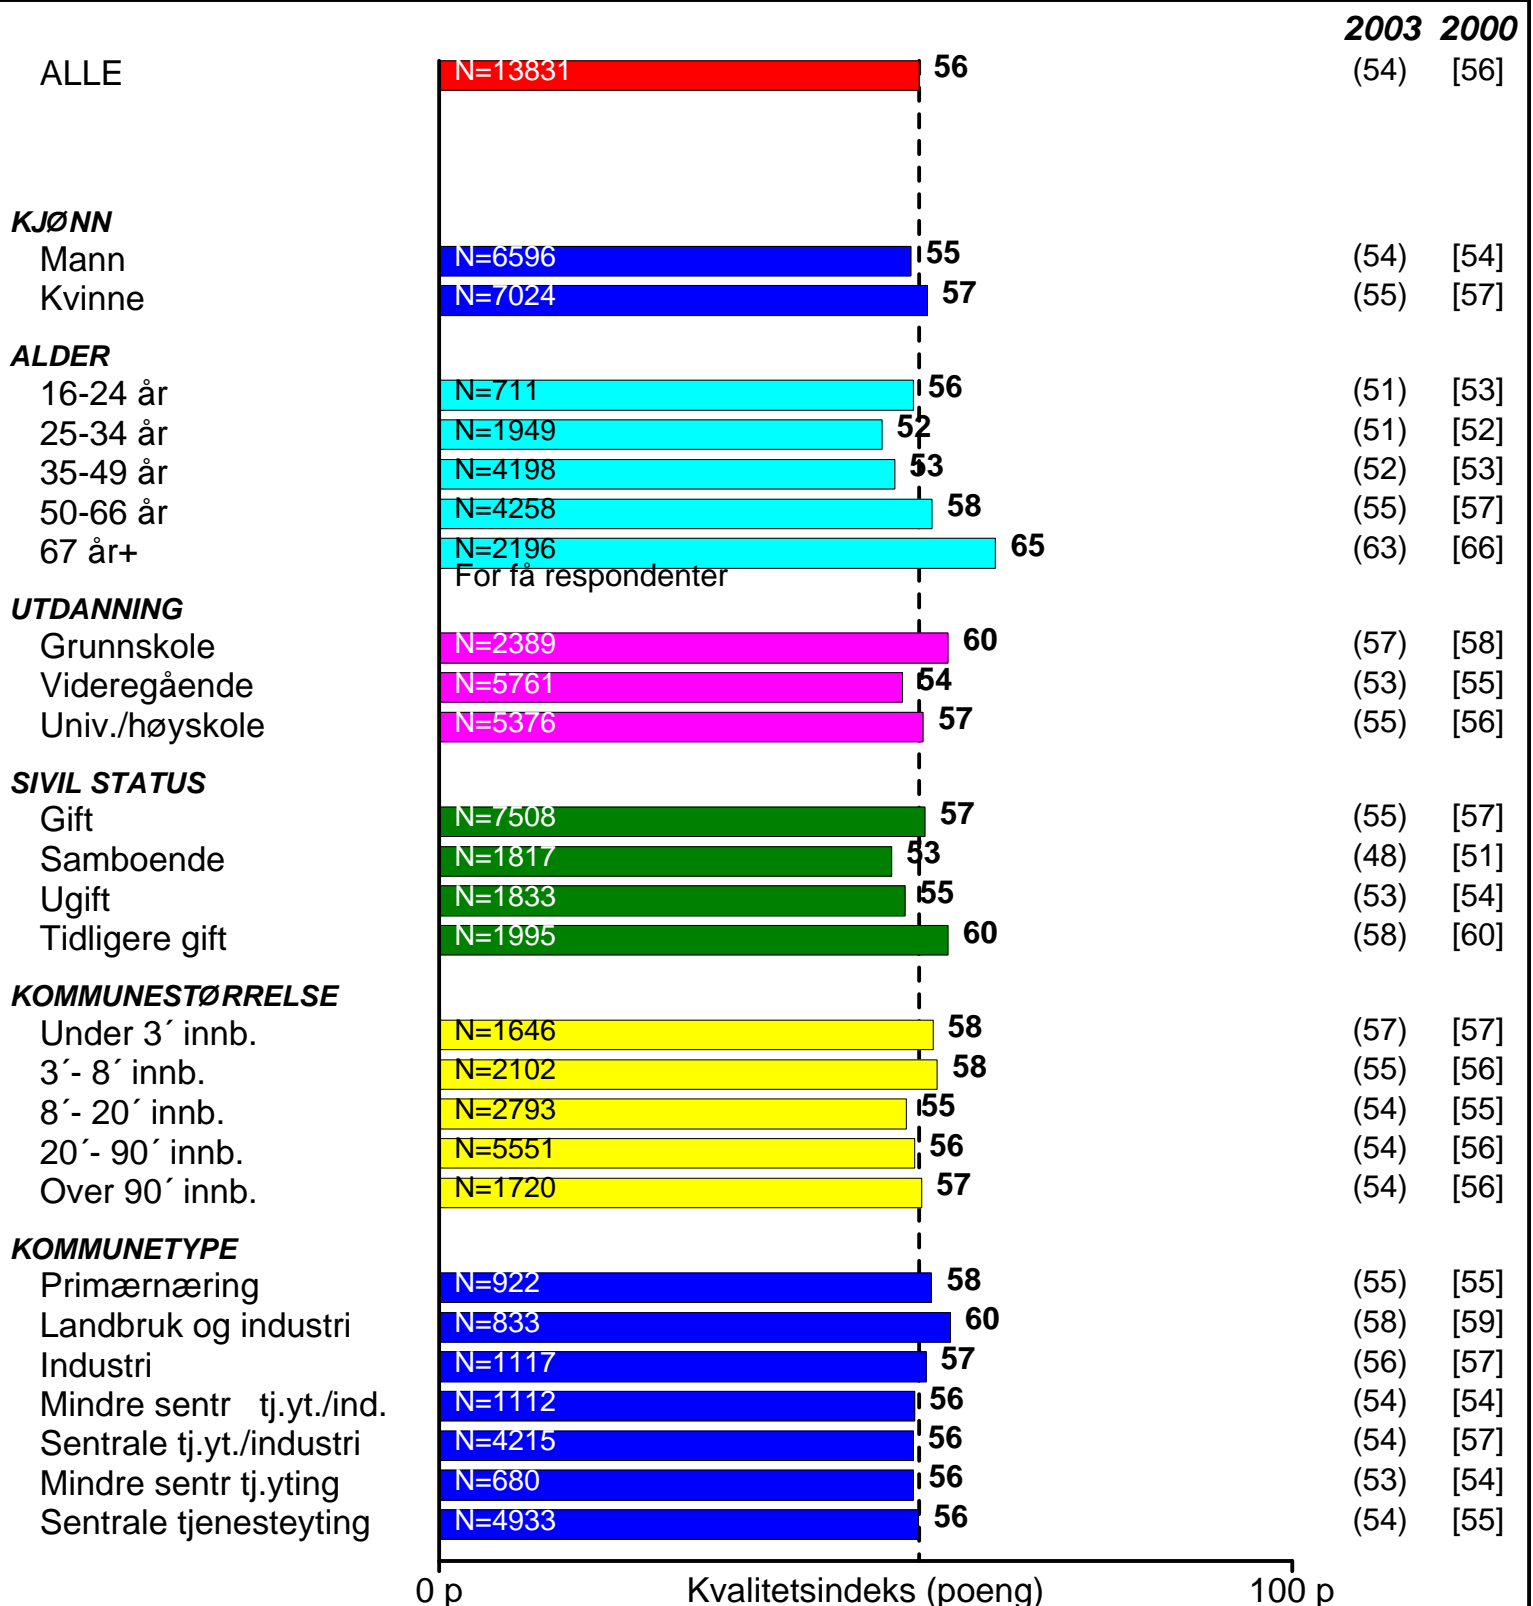 2003 2000
ALLE N=13831 56 (54) [56]
KJØNN
Mann N=6596 55 (54) [54]
Kvinne N=7024 57 (55) [57]
ALDER
16-24 år N=711 56 (51) [53]
25-34 år N=1949 52 (51) [52]
35-49 år N=4198 53 (52) [53]
50-66 år N=4258 58 (55) [57]
67 år+ N=2196 65 (63) [66]
For få respondenter
UTDANNING
Grunnskole N=2389 60 (57) [58]
Videregående N=5761 54 (53) [55]
Univ./høyskole N=5376 57 (55) [56]
SIVIL STATUS
Gift N=7508 57 (55) [57]
Samboende N=1817 53 (48) [51]
Ugift N=1833 55 (53) [54]
Tidligere gift N=1995 60 (58) [60]
KOMMUNESTØRRELSE
Under 3´ innb. N=1646 58 (57) [57]
3´- 8´ innb. N=2102 58 (55) [56]
8´- 20´ innb. N=2793 55 (54) [55]
20´- 90´ innb. N=5551 56 (54) [56]
Over 90´ innb. N=1720 57 (54) [56]
KOMMUNETYPE
Primærnæring N=922 58 (55) [55]
Landbruk og industri N=833 60 (58) [59]
Industri N=1117 57 (56) [57]
Mindre sentr tj.yt./ind. N=1112 56 (54) [54]
Sentrale tj.yt./industri N=4215 56 (54) [57]
Mindre sentr tj.yting N=680 56 (53) [54]
Sentrale tjenesteyting N=4933 56 (54) [55]
0 p Kvalitetsindeks (poeng) 100 p